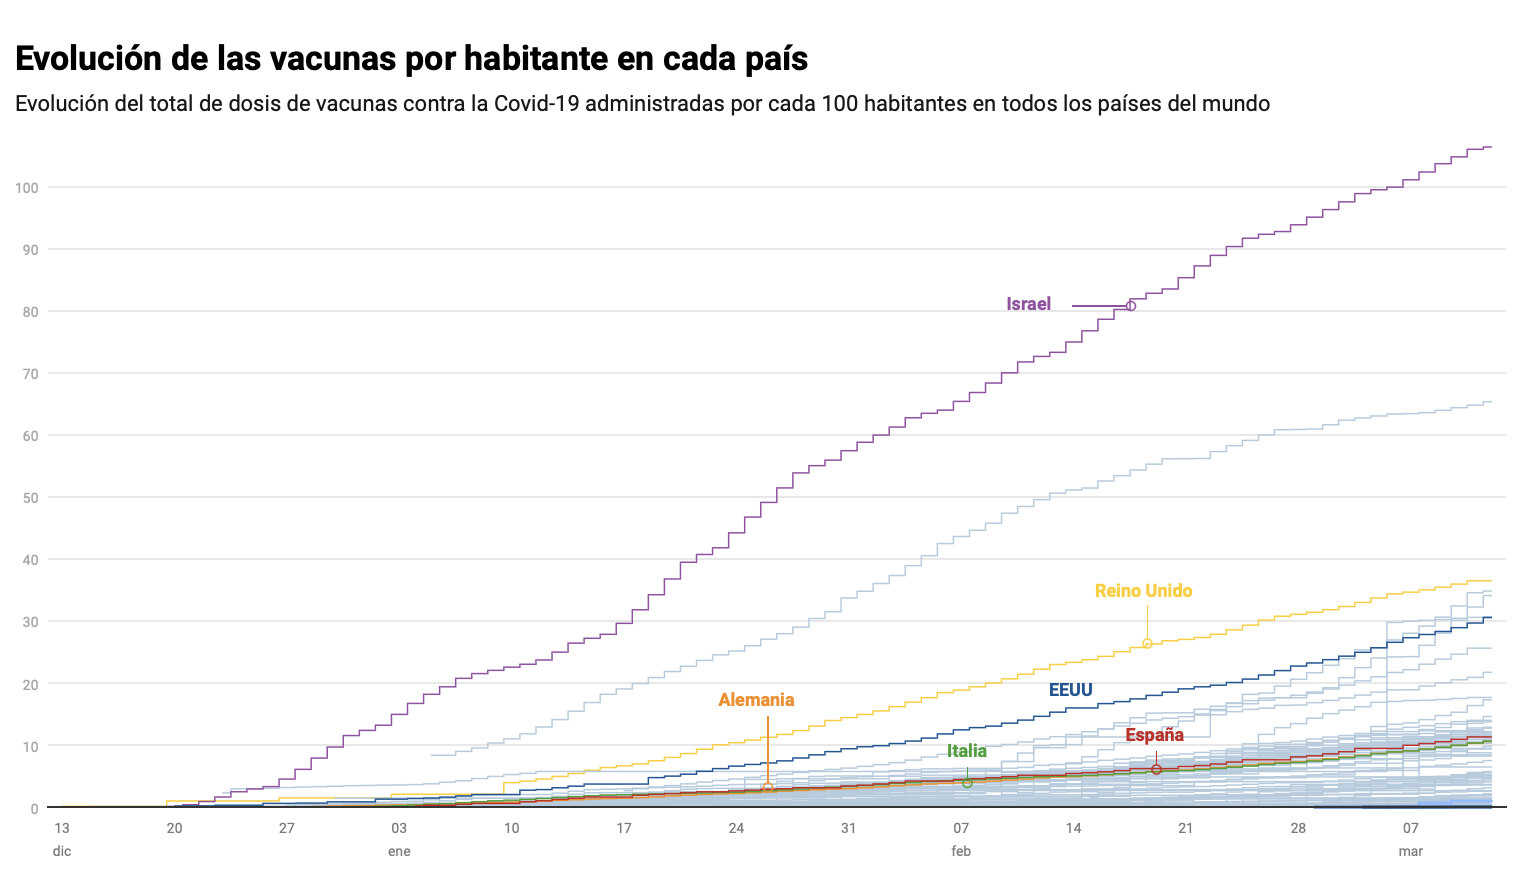 Evolución de las vacunas por habitante en cada país
Evolución del total de dosis de vacunas contra la Covid-19 administradas por cada 100 habitantes en todos los países del mundo
100
90
80
Israel
70
60
50
40
Reino Unido
30
20
EEUU
Alemania
España
10
Italia
0
13 20 27 03 10 17 24 31 07 14 21 28 07
dic ene feb mar